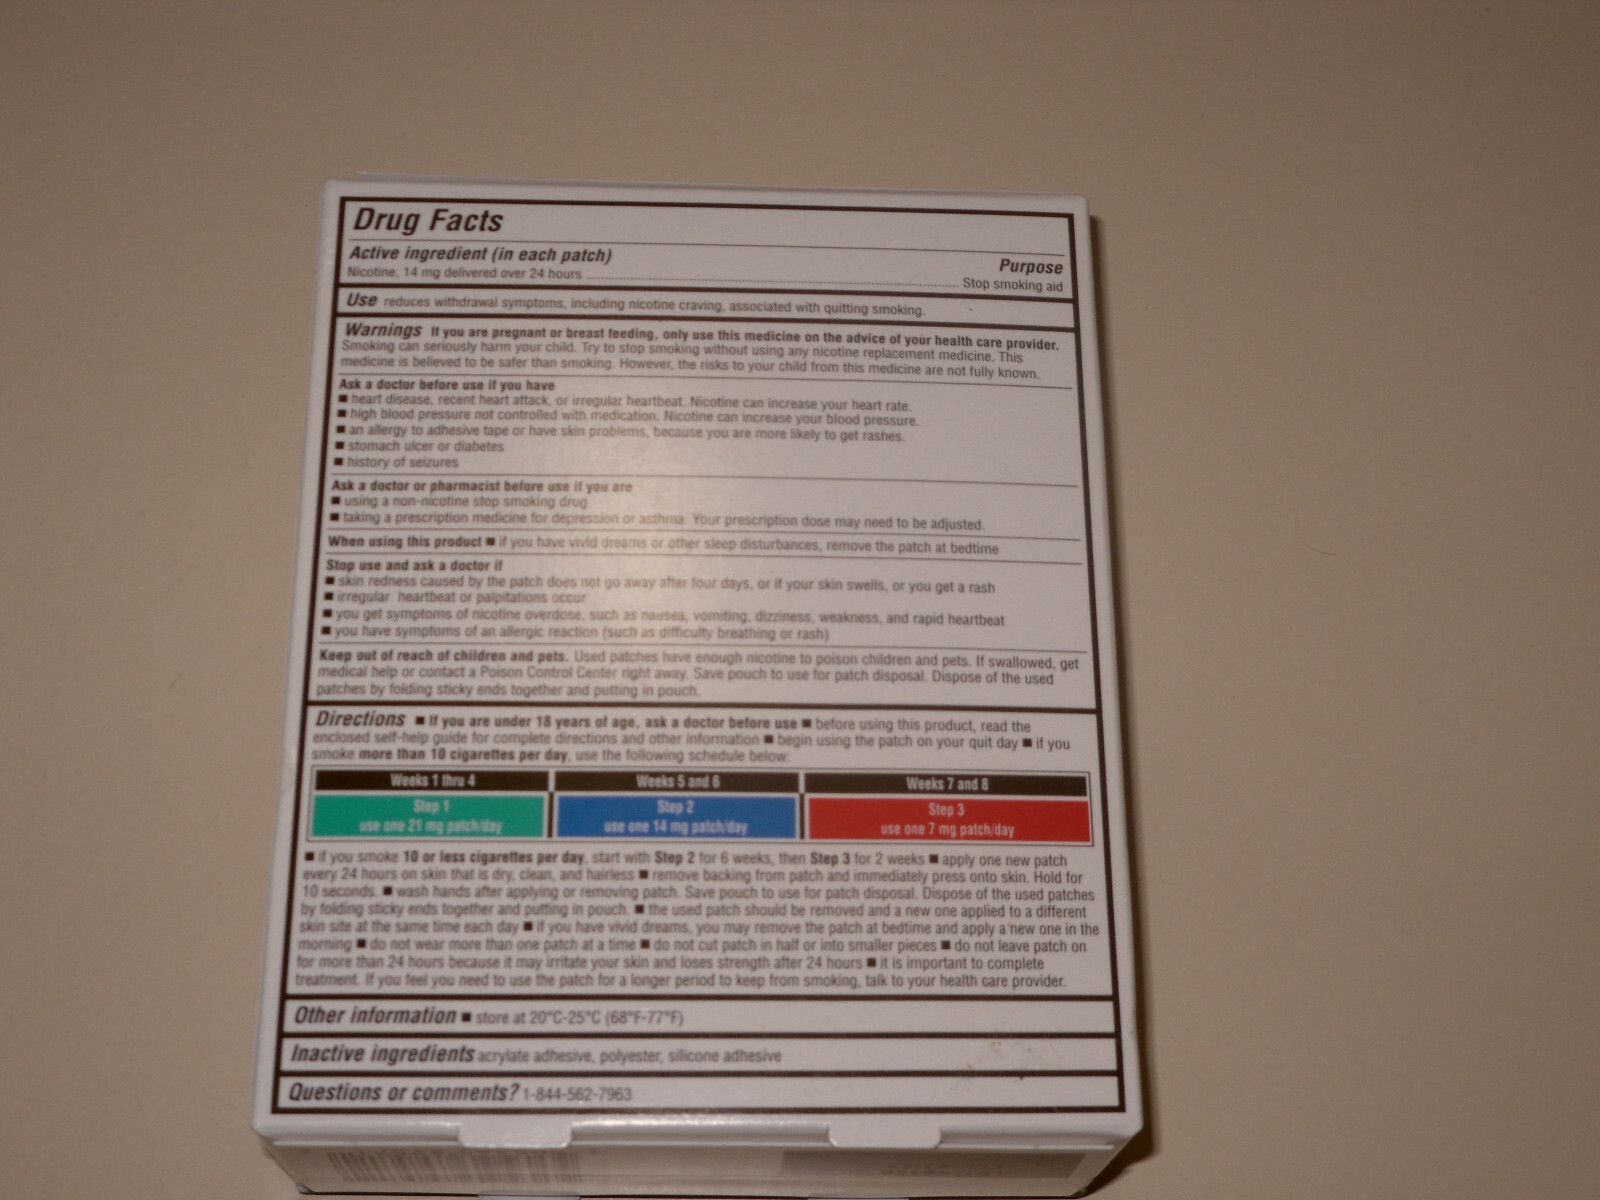 Drug Facts
Active ingredient (in each patch)
Purpose
Nicotine, 14 mg delivered over 24 hours ........ Stop smoking aid
Use reduces withdrawal symptoms, including nicotine craving, associated with quitting smoking.
Warnings If you are pregnant or breast feeding, only use this medicine on the advice of your health care provider.
Smoking can seriously harm your child. Try to stop smoking without using any nicotine replacement medicine. This
medicine is believed to be safer than smoking. However, the risks to your child from this medicine are not fully known.
Ask a doctor before use if you have
■ heart disease, recent heart attack, or irregular heartbeat. Nicotine can increase your heart rate.
■ high blood pressure not controlled with medication. Nicotine can increase your blood pressure.
■ an allergy to adhesive tape or have skin problems, because you are more likely to get rashes.
■ stomach ulcer or diabetes
■ history of seizures
Ask a doctor or pharmacist before use if you are
■ using a non-nicotine stop smoking drug
■ taking a prescription medicine for depression or asthma. Your prescription dose may need to be adjusted.
When using this product ■ if you have vivid dreams or other sleep disturbances, remove the patch at bedtime
Stop use and ask a doctor if
■ skin redness caused by the patch does not go away after four days, or if your skin swells, or you get a rash
■ irregular heartbeat or palpitations occur
■ you get symptoms of nicotine overdose, such as nausea, vomiting, dizziness, weakness, and rapid heartbeat
■ you have symptoms of an allergic reaction (such as difficulty breathing or rash)
Keep out of reach of children and pets. Used patches have enough nicotine to poison children and pets. If swallowed, get
medical help or contact a Poison Control Center right away. Save pouch to use for patch disposal. Dispose of the used
patches by folding sticky ends together and putting in pouch.
Directions ■ If you are under 18 years of age, ask a doctor before use ■ before using this product, read the
enclosed self-help guide for complete directions and other information ■ begin using the patch on your quit day ■ if you
smoke more than 10 cigarettes per day, use the following schedule below:
Weeks 1 thru 4 Weeks 5 and 6 Weeks 7 and 8
Step 1 Step 2 Step 3
use one 21 mg patch/day use one 14 mg patch/day use one 7 mg patch/day
■ if you smoke 10 or less cigarettes per day, start with Step 2 for 6 weeks, then Step 3 for 2 weeks ■ apply one new patch
every 24 hours on skin that is dry, clean, and hairless ■ remove backing from patch and immediately press onto skin. Hold for
10 seconds. ■ wash hands after applying or removing patch. Save pouch to use for patch disposal. Dispose of the used patches
by folding sticky ends together and putting in pouch. ■ the used patch should be removed and a new one applied to a different
skin site at the same time each day ■ if you have vivid dreams, you may remove the patch at bedtime and apply a new one in the
morning ■ do not wear more than one patch at a time ■ do not cut patch in half or into smaller pieces ■ do not leave patch on
for more than 24 hours because it may irritate your skin and loses strength after 24 hours ■ it is important to complete
treatment. If you feel you need to use the patch for a longer period to keep from smoking, talk to your health care provider.
Other information ■ store at 20°C-25°C (68°F-77°F)
Inactive ingredients acrylate adhesive, polyester, silicone adhesive
Questions or comments? 1-844-562-7963